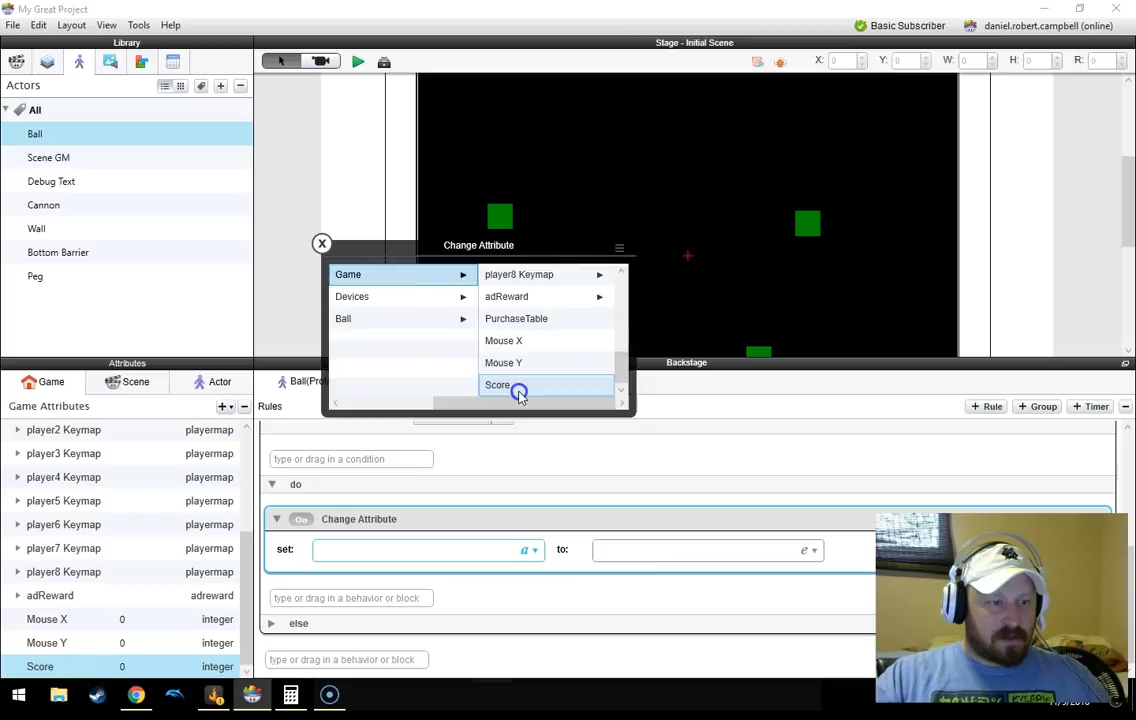 My Great Project
File Edit Layout View Tools Help
Basic Subscriber
daniel.robert.campbell (online)
Library
Stage - Initial Scene
X: 0 Y: 0 W: 0 H: 0 R: 0
Actors
All
Ball
Scene GM
Debug Text
Cannon
Wall
Bottom Barrier
Peg
X
Change Attribute
Game
Devices
Ball
player8 Keymap
adReward
PurchaseTable
Mouse X
Mouse Y
Score
Attributes
Backstage
Game Scene Actor
Game Attributes
player2 Keymap playermap
player3 Keymap playermap
player4 Keymap playermap
player5 Keymap playermap
player6 Keymap playermap
player7 Keymap playermap
player8 Keymap playermap
adReward adreward
Mouse X 0 integer
Mouse Y 0 integer
Score 0 integer
Rules
+ Rule + Group + Timer
type or drag in a condition
do
On Change Attribute
set: a to: e
type or drag in a behavior or block
else
type or drag in a behavior or block